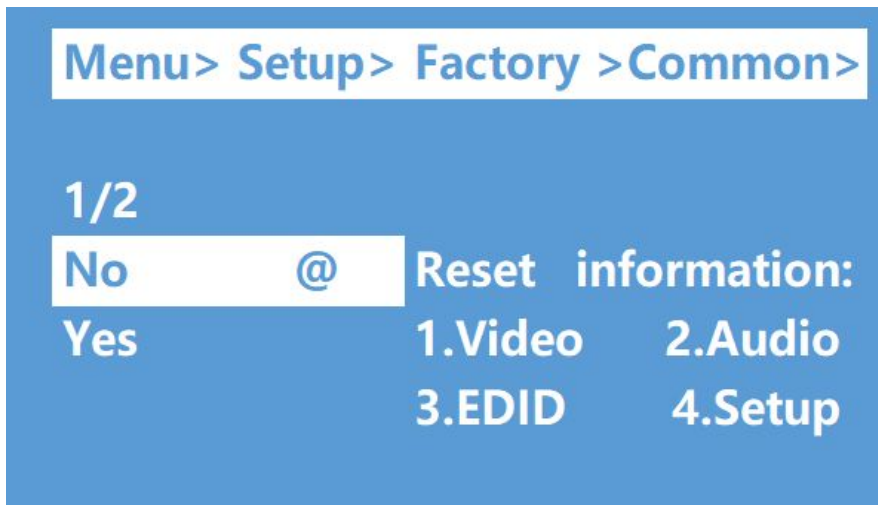 Menu> Setup> Factory >Common>
1/2
No @ Reset information:
Yes 1.Video 2.Audio
3.EDID 4.Setup